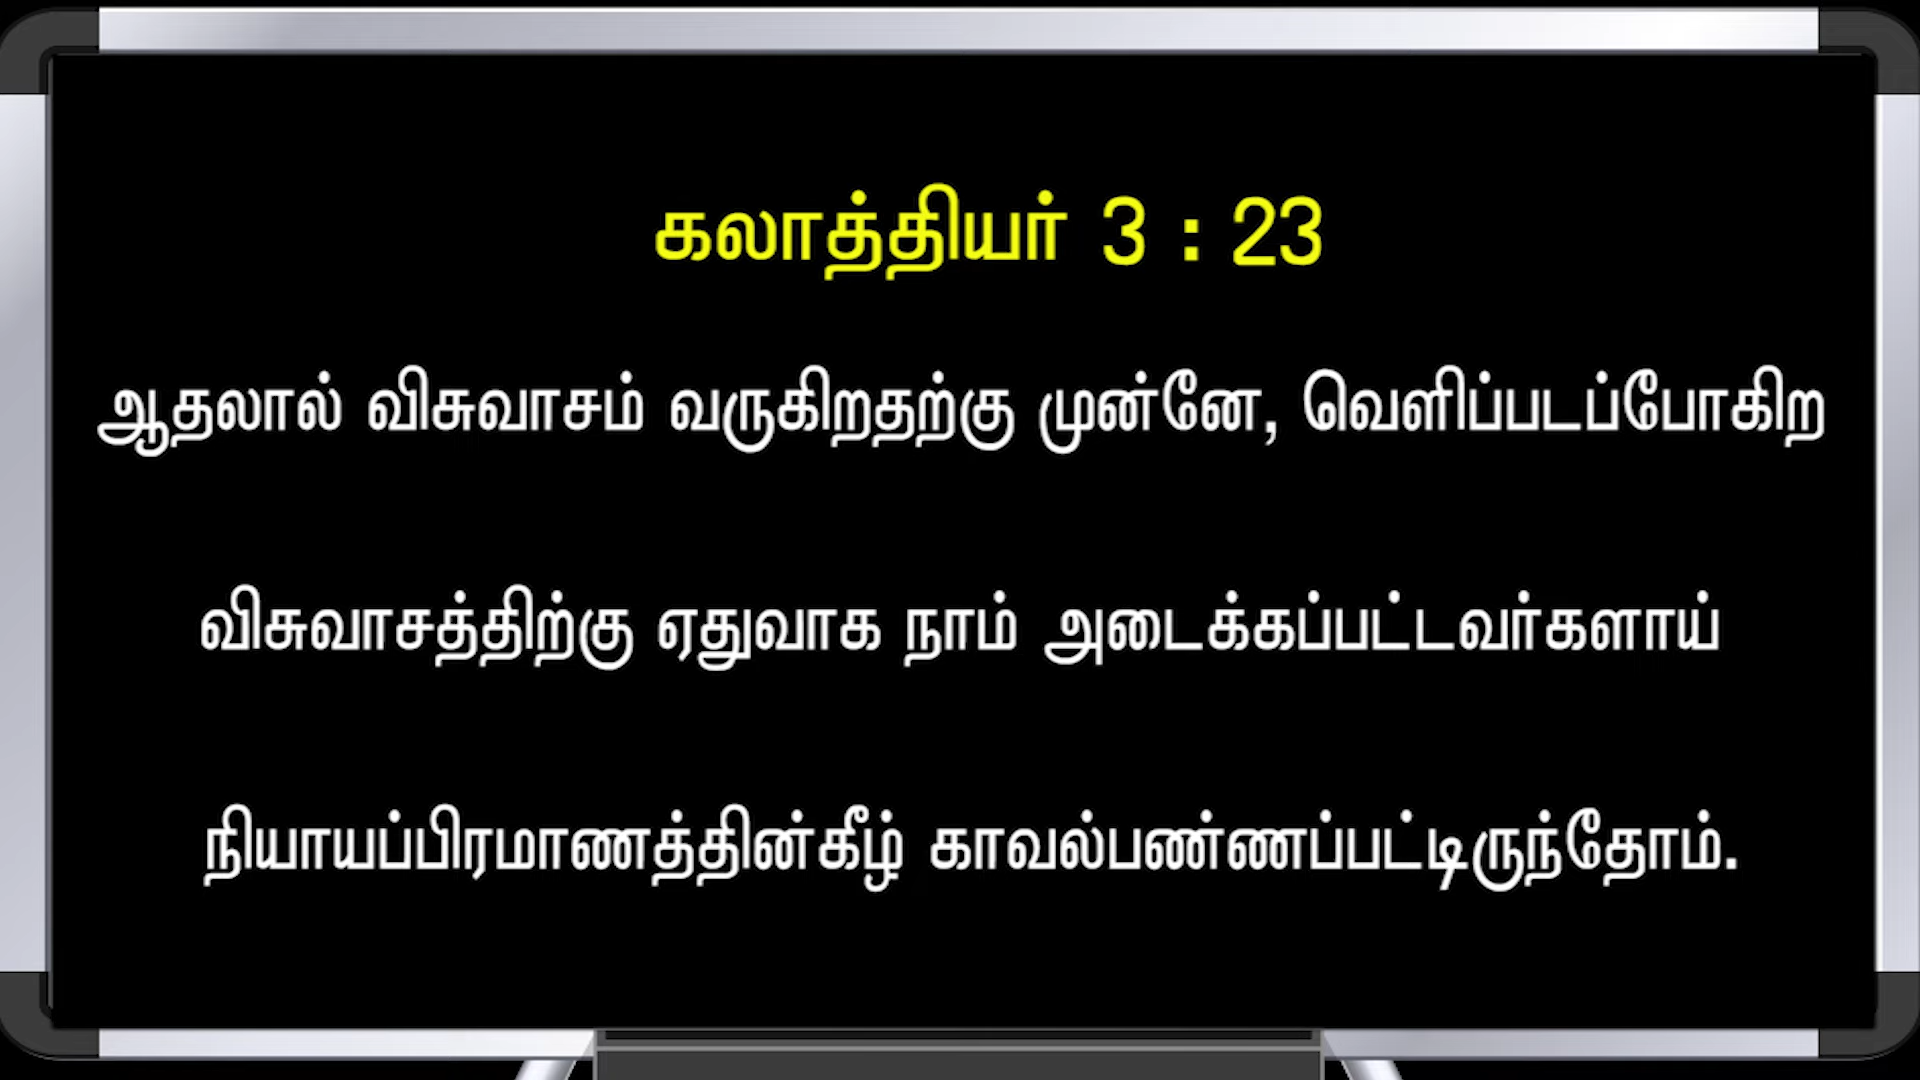 கலாத்தியர் 3 : 23
ஆதலால் விசுவாசம் வருகிறதற்கு முன்னே, வெளிப்படப்போகிற
விசுவாசத்திற்கு ஏதுவாக நாம் அடைக்கப்பட்டவர்களாய்
நியாயப்பிரமாணத்தின்கீழ் காவல்பண்ணப்பட்டிருந்தோம்.